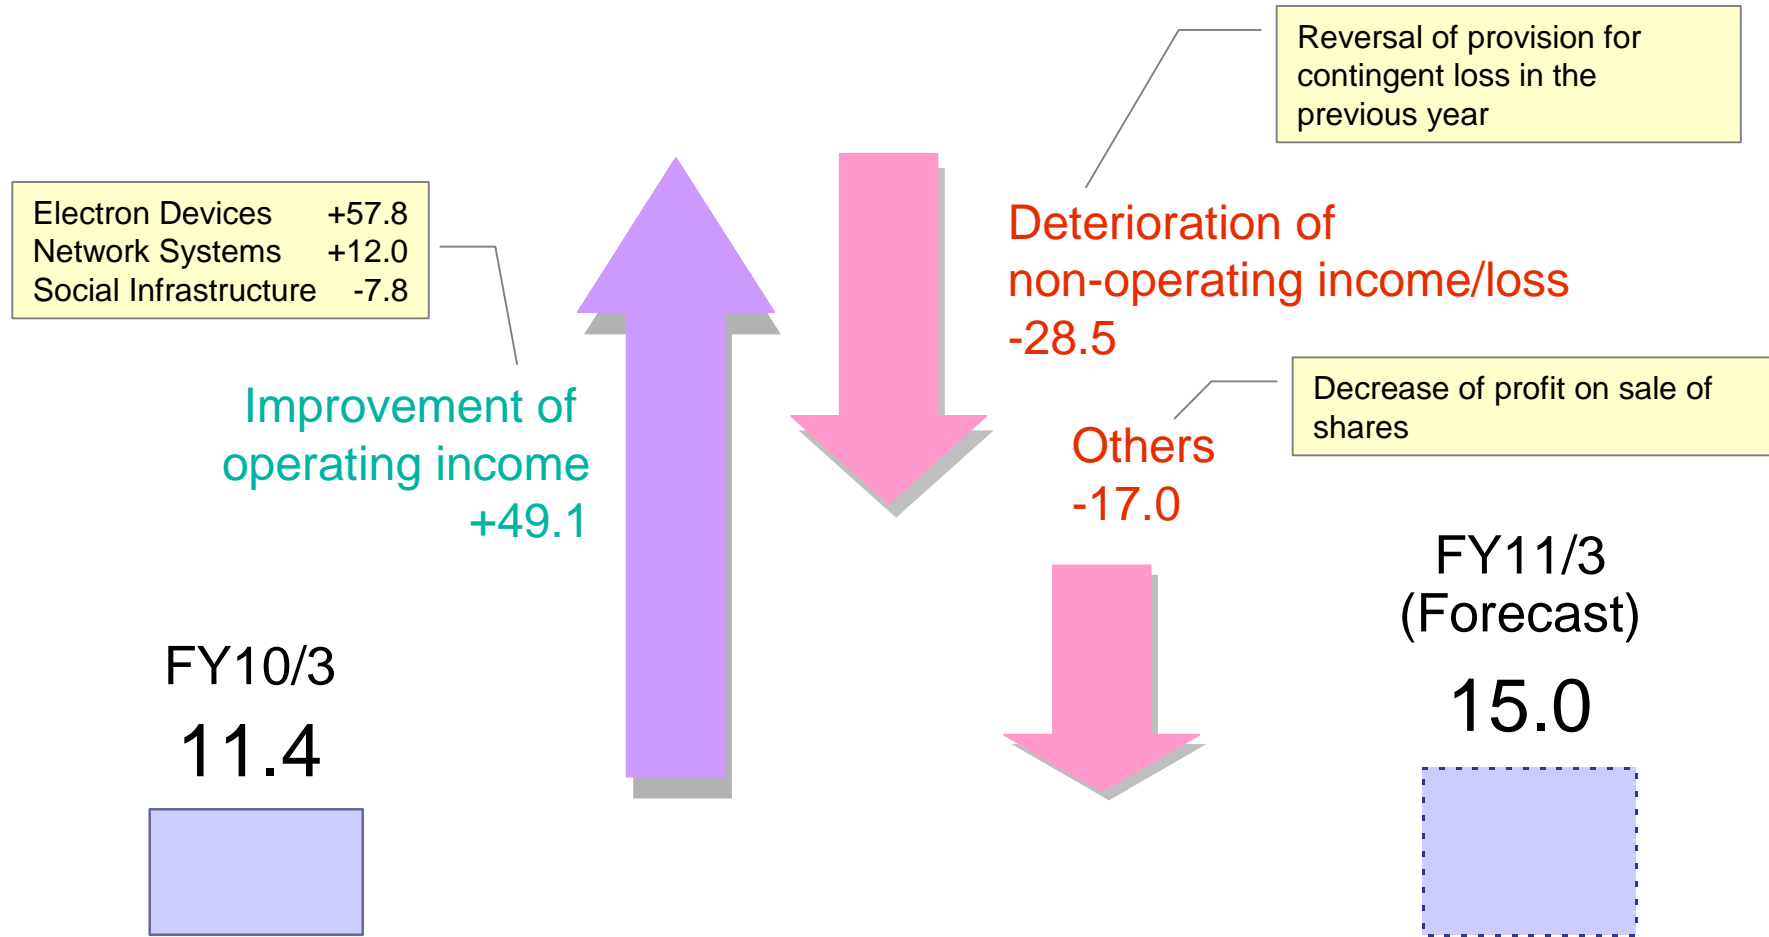 Reversal of provision for
contingent loss in the
previous year
Electron Devices +57.8
Network Systems +12.0
Social Infrastructure -7.8
Deterioration of
non-operating income/loss
-28.5
Improvement of
operating income
+49.1
Decrease of profit on sale of
shares
Others
-17.0
FY10/3
11.4
FY11/3
(Forecast)
15.0